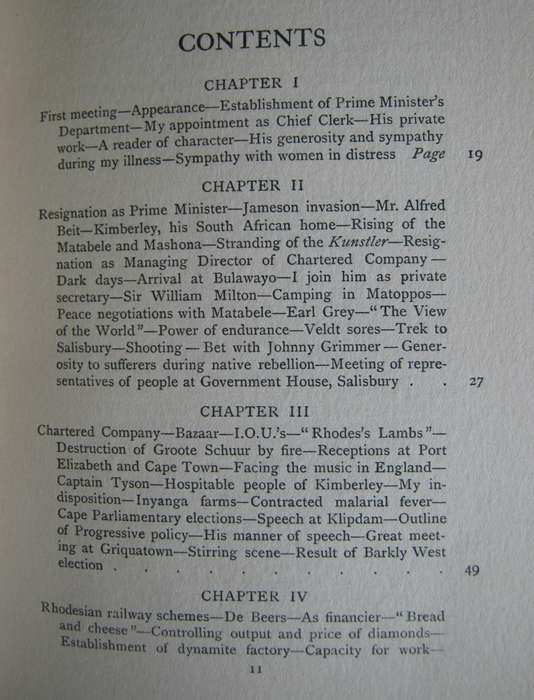 CONTENTS
CHAPTER I
First meeting—Appearance—Establishment of Prime Minister's
Department—My appointment as Chief Clerk—His private
work—A reader of character—His generosity and sympathy
during my illness—Sympathy with women in distress Page 19
CHAPTER II
Resignation as Prime Minister—Jameson invasion—Mr. Alfred
Beit—Kimberley, his South African home—Rising of the
Matabele and Mashona—Stranding of the Kunstler—Resig-
nation as Managing Director of Chartered Company—
Dark days—Arrival at Bulawayo—I join him as private
secretary—Sir William Milton—Camping in Matoppos—
Peace negotiations with Matabele—Earl Grey—“The View
of the World”—Power of endurance—Veldt sores—Trek to
Salisbury—Shooting—Bet with Johnny Grimmer—Gener-
osity to sufferers during native rebellion—Meeting of repre-
sentatives of people at Government House, Salisbury . . 27
CHAPTER III
Chartered Company—Bazaar—I.O.U.'s—“Rhodes's Lambs”—
Destruction of Groote Schuur by fire—Receptions at Port
Elizabeth and Cape Town—Facing the music in England—
Captain Tyson—Hospitable people of Kimberley—My in-
disposition—Inyanga farms—Contracted malarial fever—
Cape Parliamentary elections—Speech at Klipdam—Outline
of Progressive policy—His manner of speech—Great meet-
ing at Griquatown—Stirring scene—Result of Barkly West
election . . . . . . . . . . . 49
CHAPTER IV
Rhodesian railway schemes—De Beers—As financier—“Bread
and cheese”—Controlling output and price of diamonds—
Establishment of dynamite factory—Capacity for work—
11